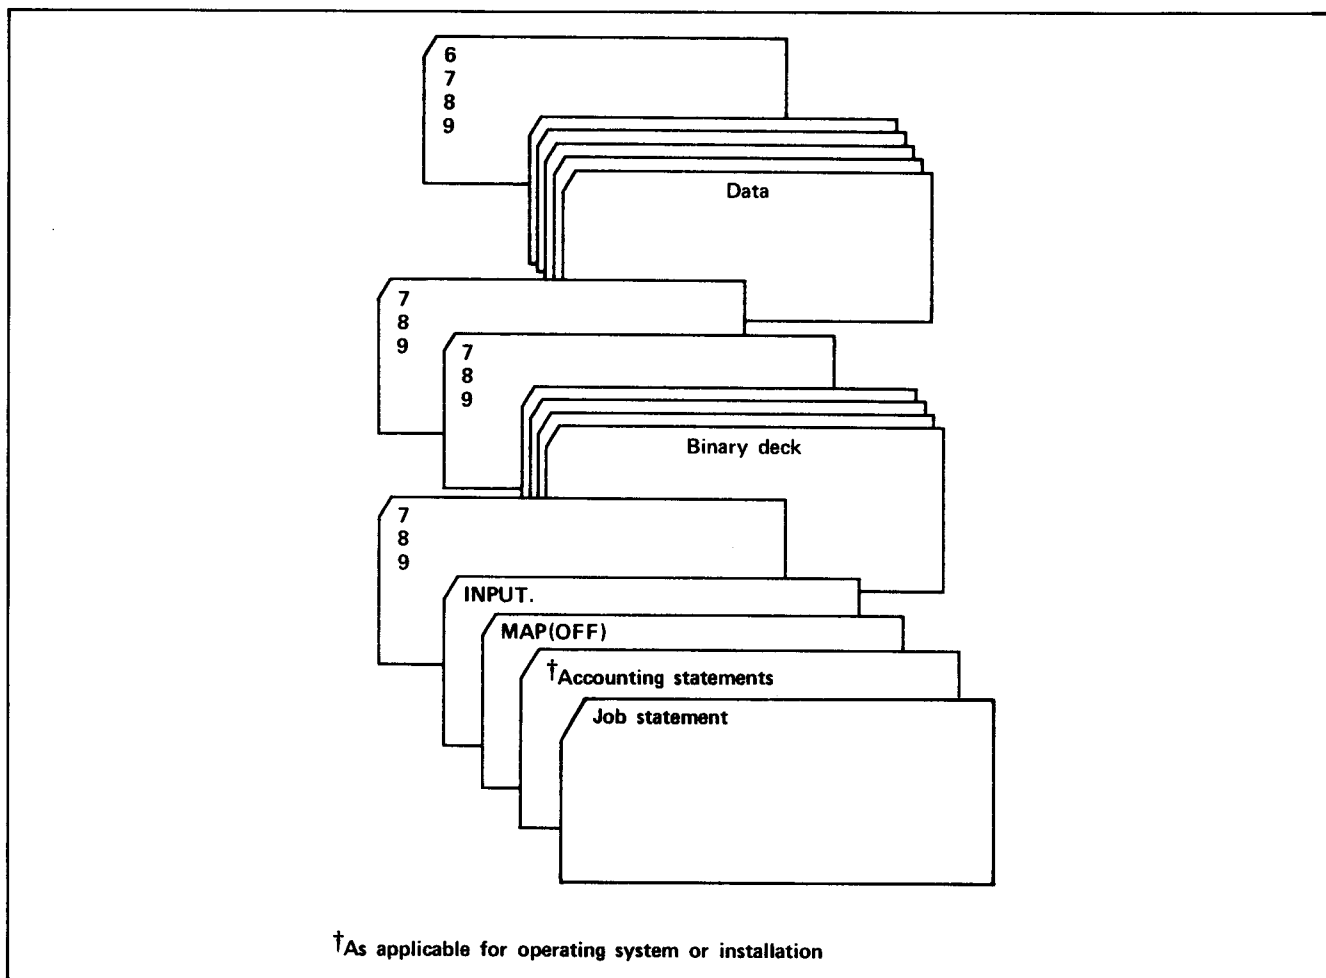 6
7
8
9
Data
7
8
9
7
8
9
Binary deck
7
8
9
INPUT.
MAP(OFF)
†Accounting statements
Job statement
†As applicable for operating system or installation